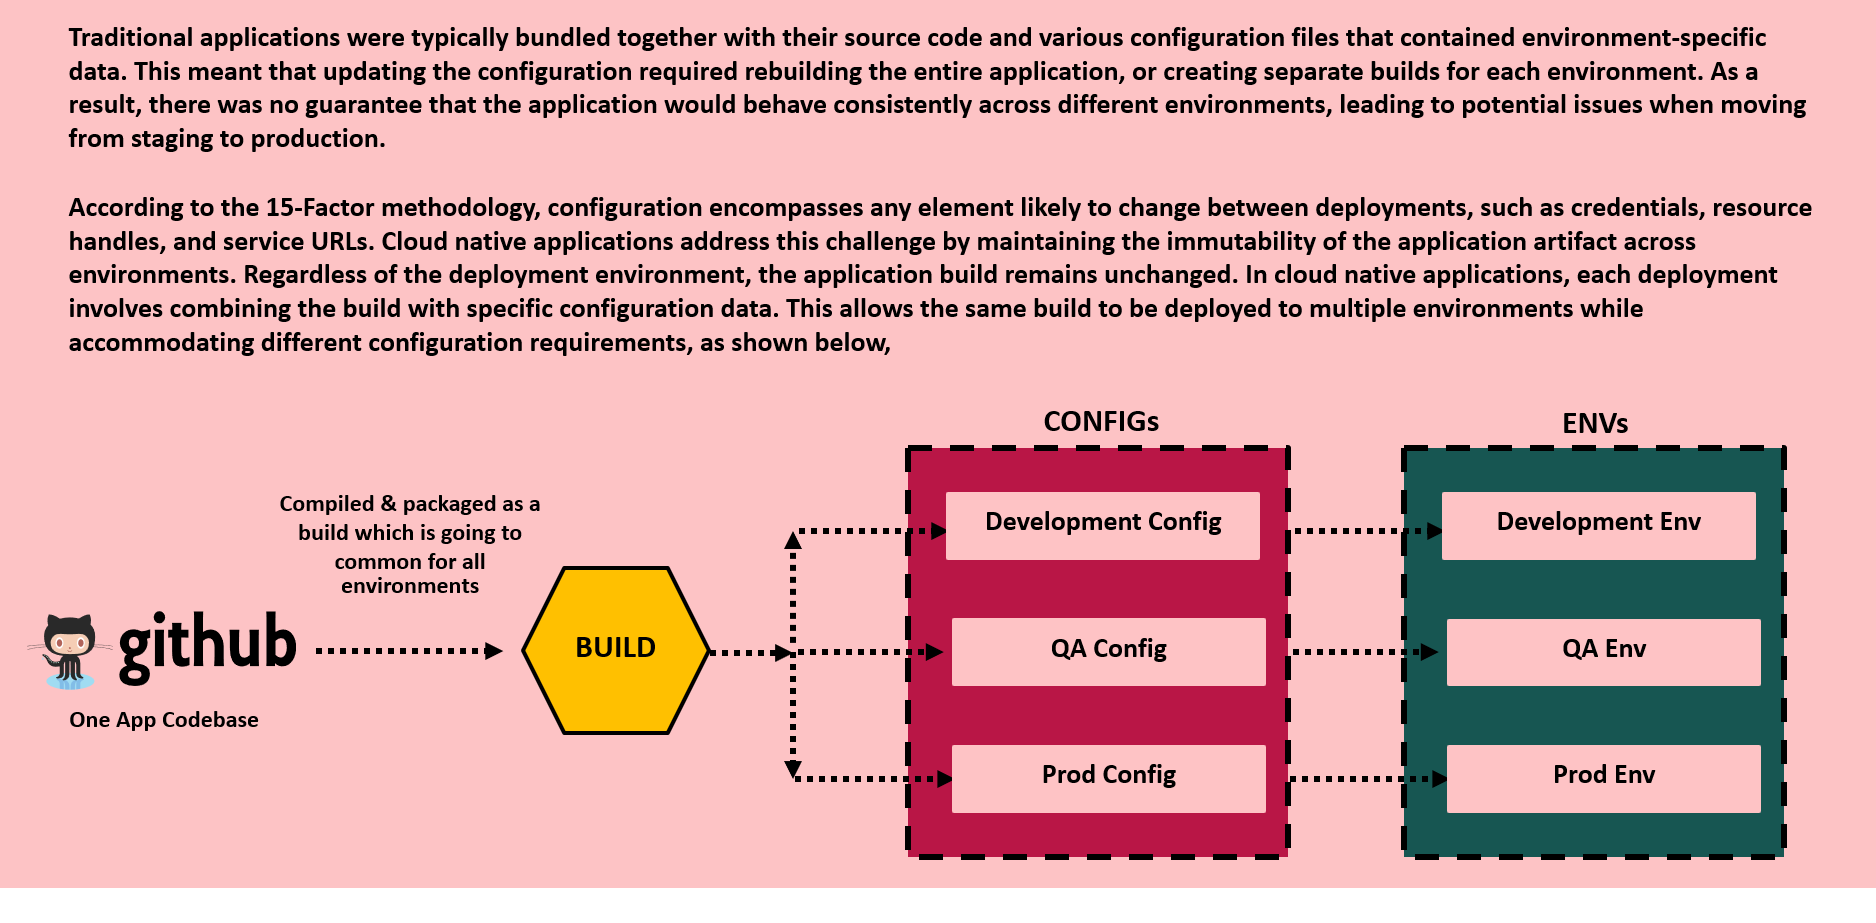 Traditional applications were typically bundled together with their source code and various configuration files that contained environment-specific
data. This meant that updating the configuration required rebuilding the entire application, or creating separate builds for each environment. As a
result, there was no guarantee that the application would behave consistently across different environments, leading to potential issues when moving
from staging to production.
According to the 15-Factor methodology, configuration encompasses any element likely to change between deployments, such as credentials, resource
handles, and service URLs. Cloud native applications address this challenge by maintaining the immutability of the application artifact across
environments. Regardless of the deployment environment, the application build remains unchanged. In cloud native applications, each deployment
involves combining the build with specific configuration data. This allows the same build to be deployed to multiple environments while
accommodating different configuration requirements, as shown below,
github
One App Codebase
Compiled & packaged as a
build which is going to
common for all
environments
BUILD
CONFIGs
Development Config
QA Config
Prod Config
ENVs
Development Env
QA Env
Prod Env